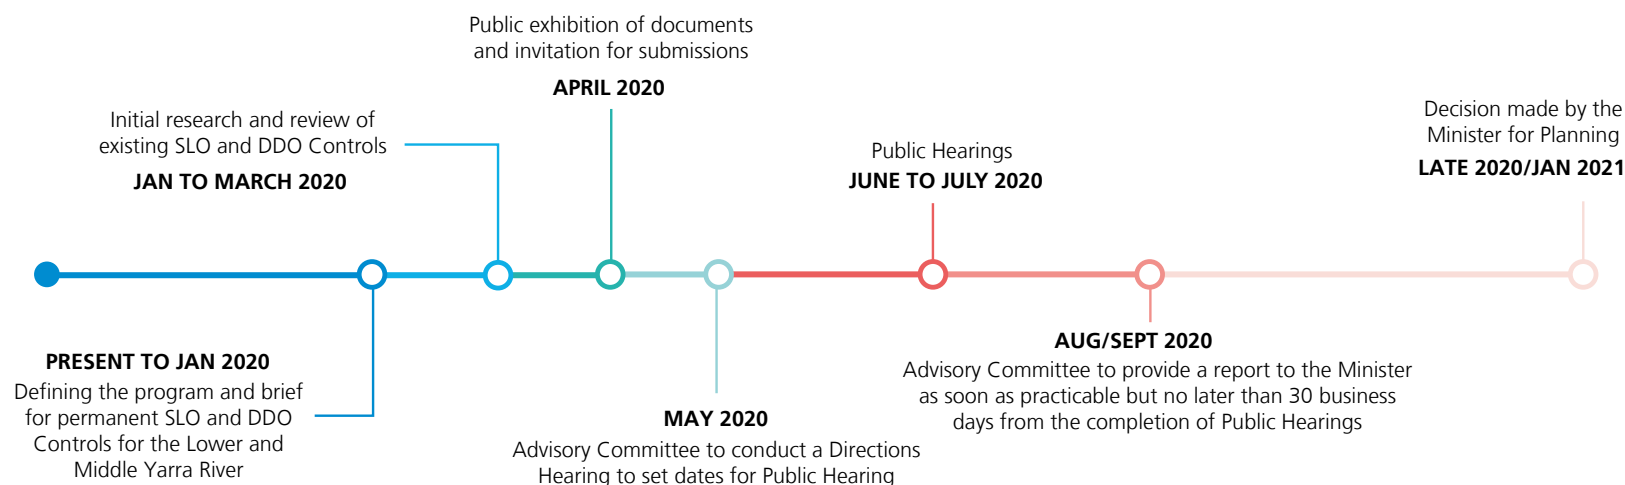 PRESENT TO JAN 2020
Defining the program and brief
for permanent SLO and DDO
Controls for the Lower and
Middle Yarra River
Initial research and review of
existing SLO and DDO Controls
JAN TO MARCH 2020
Public exhibition of documents
and invitation for submissions
APRIL 2020
MAY 2020
Advisory Committee to conduct a Directions
Hearing to set dates for Public Hearing
Public Hearings
JUNE TO JULY 2020
AUG/SEPT 2020
Advisory Committee to provide a report to the Minister
as soon as practicable but no later than 30 business
days from the completion of Public Hearings
Decision made by the
Minister for Planning
LATE 2020/JAN 2021